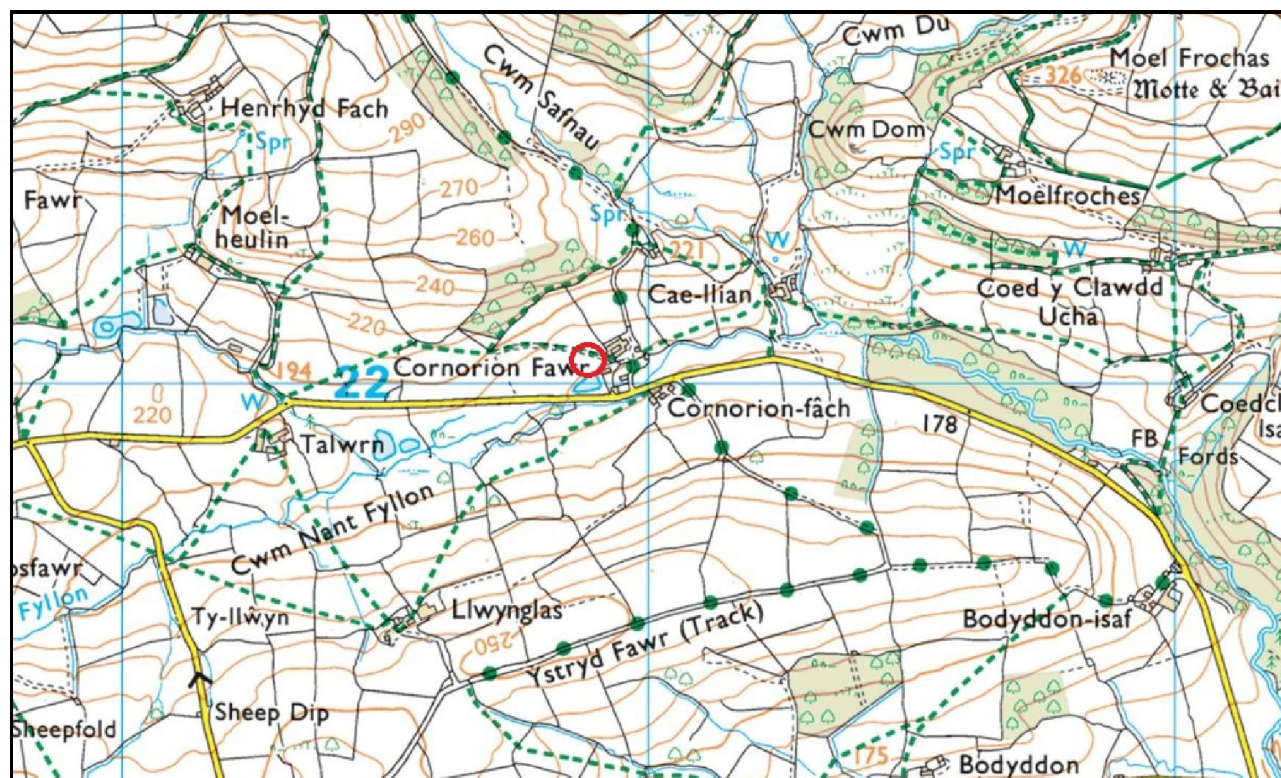 Cwm Du
Moel Frochas
326
Motte & Bai
Cwm Safnau
Henrhyd Fach
290
Spr
Cwm Dom
Spr
Moelfroches
270
Fawr
Moel-
heulin
260
Spr
221
W
W
240
Cae-llian
Coed y Clawdd
Ucha
220
Cornorion Fawr
194
22
220
W
Cornorion-fâch
Coedcl
Isa
178
Talwrn
FB
Fords
Cwm Nant Fyllon
osfawr
Fyllon
Ty-llŵyn
Llwynglas
250
Ystryd Fawr (Track)
Bodyddon-isaf
Sheep Dip
Sheepfold
175
Bodyddon